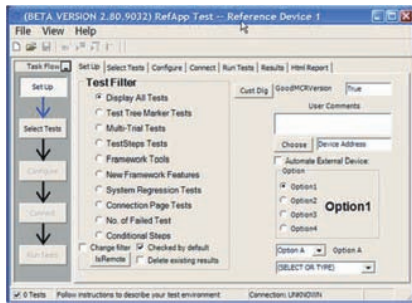 (BETA VERSION 2.80.9032) RefApp Test -- Reference Device 1
File View Help
Task Flow
Set Up Select Tests Configure Connect Run Tests Results Html Report
Set Up
Select Tests
Configure
Connect
Run Tests
Test Filter
Display All Tests
Test Tree Marker Tests
Multi-Trial Tests
TestSteps Tests
Framework Tools
New Framework Features
System Regression Tests
Connection Page Tests
No. of Failed Test
Conditional Steps
Change filter Checked by default
IsRemote Delete existing results
Cust Dlg GoodMCRVersion True
User Comments
Choose Device Address
Automate External Device:
Option
Option1
Option2
Option3
Option4
Option1
Option A Option A
(SELECT OR TYPE)
0 Tests Follow instructions to describe your test environment Connection: UNKNOWN